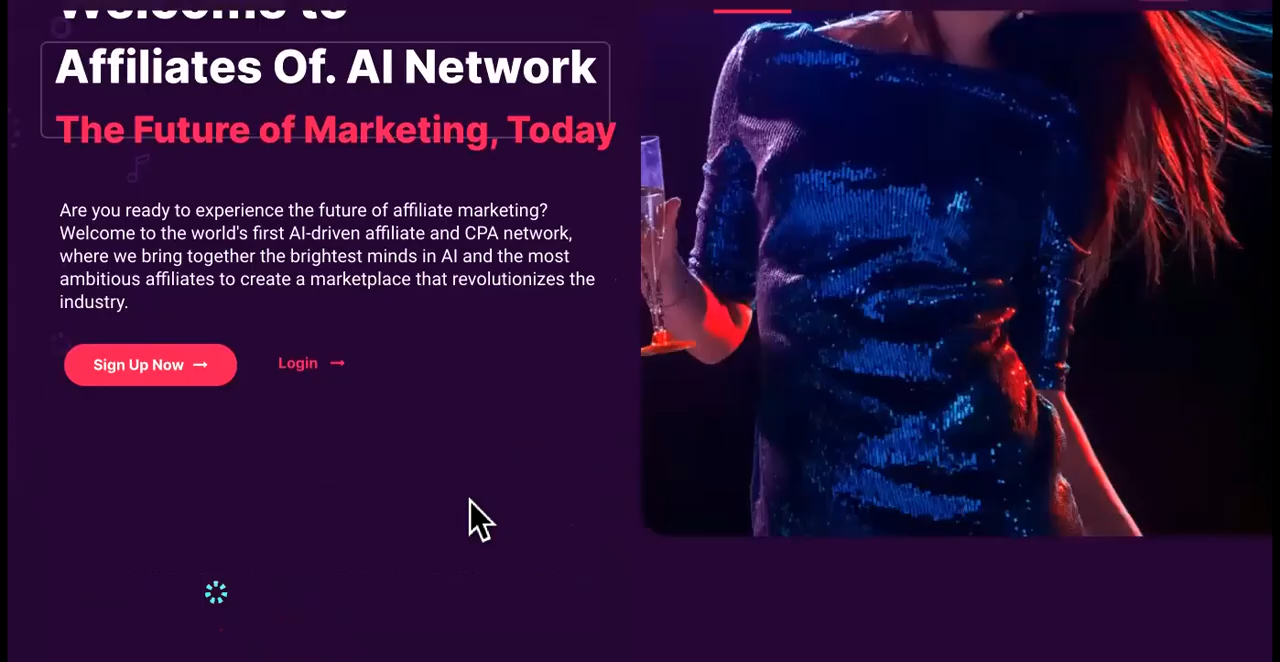 Welcome to
Affiliates Of. AI Network
The Future of Marketing, Today
Are you ready to experience the future of affiliate marketing?
Welcome to the world's first AI-driven affiliate and CPA network,
where we bring together the brightest minds in AI and the most
ambitious affiliates to create a marketplace that revolutionizes the
industry.
Sign Up Now
Login